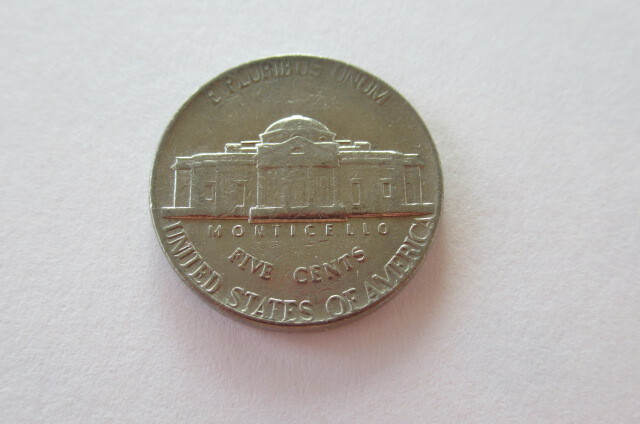 E PLURIBUS UNUM
MONTICELLO
FIVE CENTS
UNITED STATES OF AMERICA